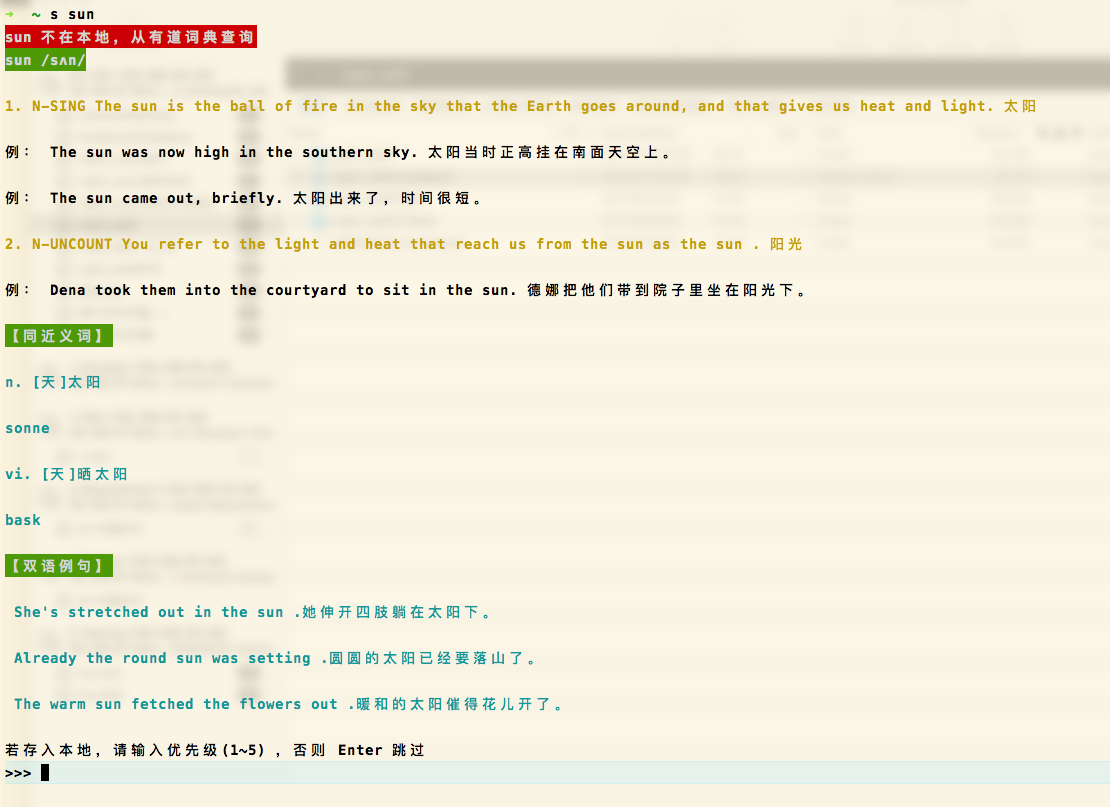 → ~ s sun
sun 不在本地，从有道词典查询
sun /sʌn/
1. N-SING The sun is the ball of fire in the sky that the Earth goes around, and that gives us heat and light. 太阳
例： The sun was now high in the southern sky. 太阳当时正高挂在南面天空上。
例： The sun came out, briefly. 太阳出来了，时间很短。
2. N-UNCOUNT You refer to the light and heat that reach us from the sun as the sun . 阳光
例： Dena took them into the courtyard to sit in the sun. 德娜把他们带到院子里坐在阳光下。
【同近义词】
n. [天]太阳
sonne
vi. [天]晒太阳
bask
【双语例句】
She's stretched out in the sun .她伸开四肢躺在太阳下。
Already the round sun was setting .圆圆的太阳已经要落山了。
The warm sun fetched the flowers out .暖和的太阳催得花儿开了。
若存入本地，请输入优先级(1~5) ，否则 Enter 跳过
>>>